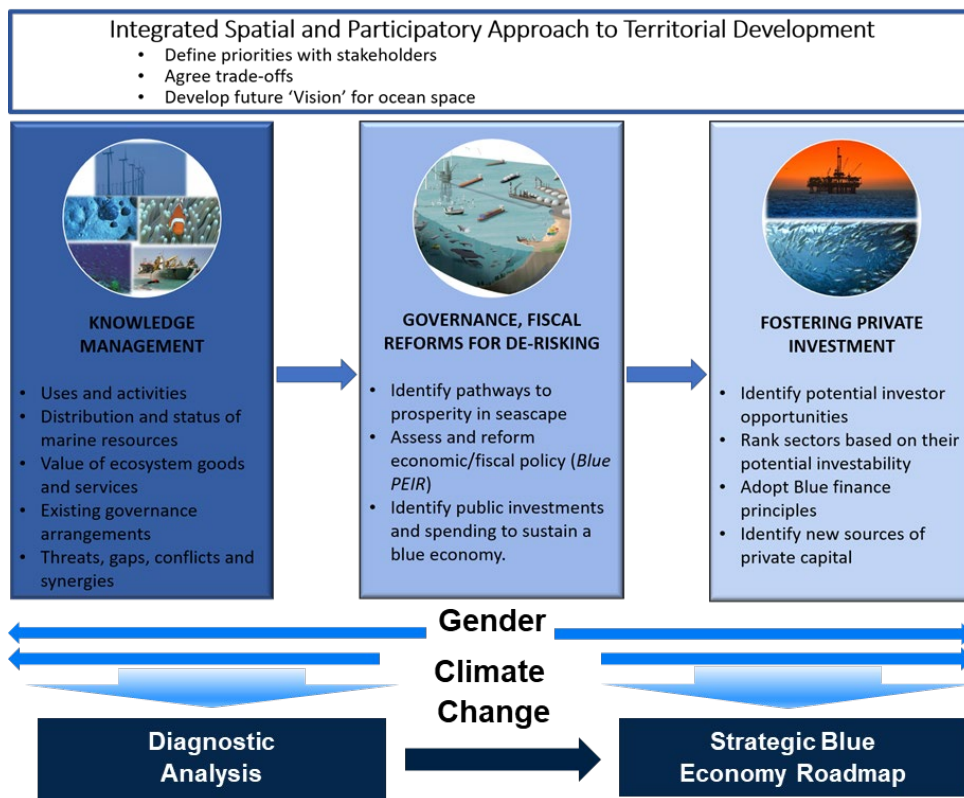 Integrated Spatial and Participatory Approach to Territorial Development
• Define priorities with stakeholders
• Agree trade-offs
• Develop future ‘Vision’ for ocean space
KNOWLEDGE
MANAGEMENT
• Uses and activities
• Distribution and status of
marine resources
• Value of ecosystem goods
and services
• Existing governance
arrangements
• Threats, gaps, conflicts and
synergies
GOVERNANCE, FISCAL
REFORMS FOR DE-RISKING
• Identify pathways to
prosperity in seascape
• Assess and reform
economic/fiscal policy (Blue
PEIR)
• Identify public investments
and spending to sustain a
blue economy.
FOSTERING PRIVATE
INVESTMENT
• Identify potential investor
opportunities
• Rank sectors based on their
potential investability
• Adopt Blue finance
principles
• Identify new sources of
private capital
Gender
Climate
Change
Diagnostic
Analysis
Strategic Blue
Economy Roadmap